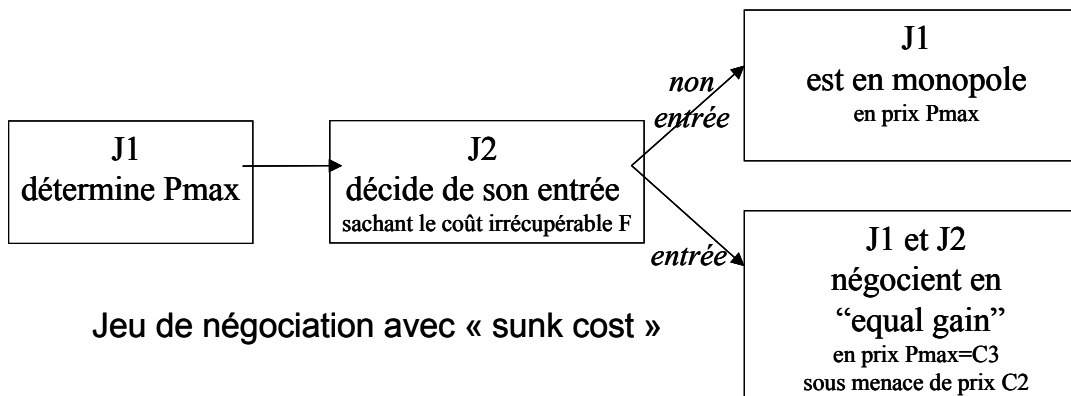 J1
détermine Pmax
J2
décide de son entrée
sachant le coût irrécupérable F
non
entrée
J1
est en monopole
en prix Pmax
entrée
J1 et J2
négocient en
“equal gain”
en prix Pmax=C3
sous menace de prix C2
Jeu de négociation avec « sunk cost »